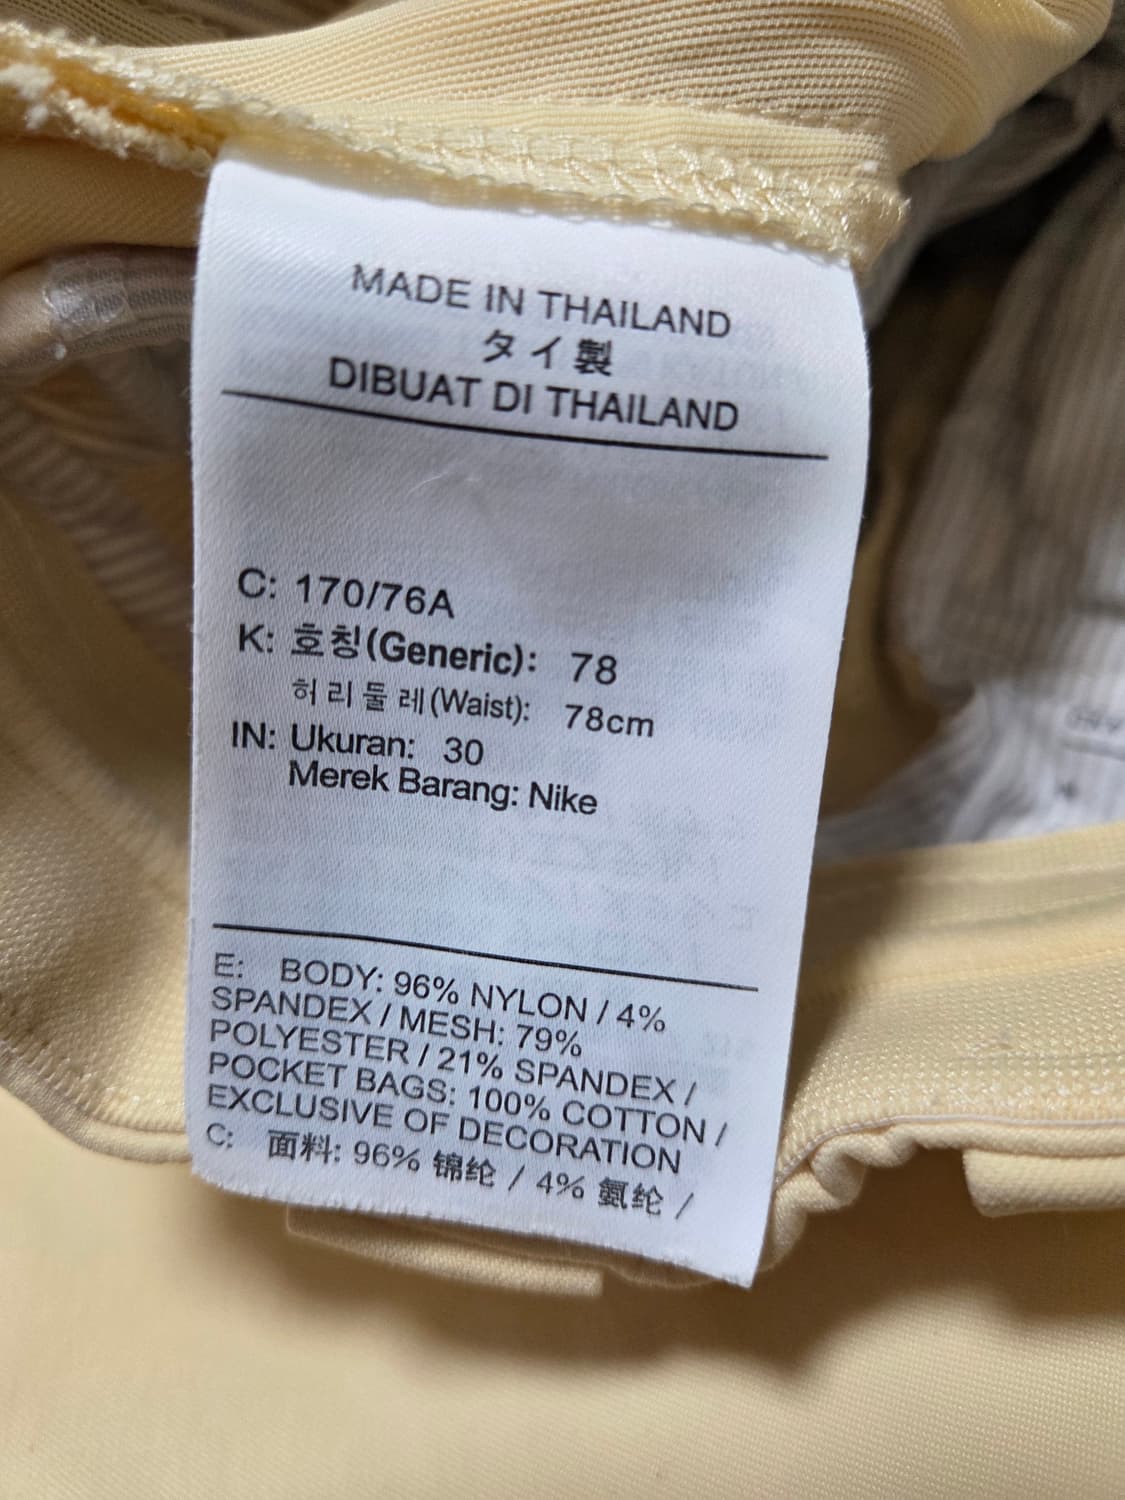 MADE IN THAILAND
タイ製
DIBUAT DI THAILAND
C: 170/76A
K: 호칭(Generic): 78
허리둘레(Waist): 78cm
IN: Ukuran: 30
Merek Barang: Nike
E: BODY: 96% NYLON / 4%
SPANDEX / MESH: 79%
POLYESTER / 21% SPANDEX /
POCKET BAGS: 100% COTTON /
EXCLUSIVE OF DECORATION
C: 面料: 96% 锦纶 / 4% 氨纶 /